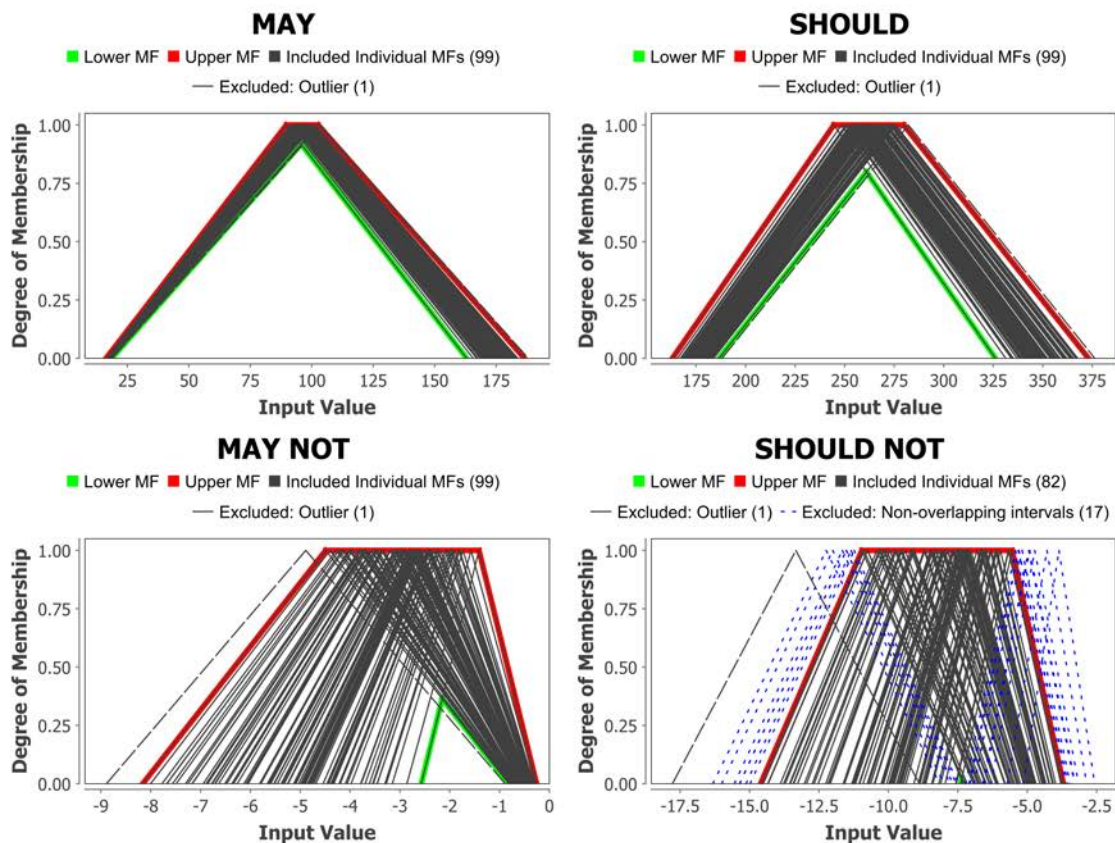 MAY
Lower MF Upper MF Included Individual MFs (99)
Excluded: Outlier (1)
Degree of Membership
1.00
0.75
0.50
0.25
0.00
25 50 75 100 125 150 175
Input Value
SHOULD
Lower MF Upper MF Included Individual MFs (99)
Excluded: Outlier (1)
Degree of Membership
1.00
0.75
0.50
0.25
0.00
175 200 225 250 275 300 325 350 375
Input Value
MAY NOT
Lower MF Upper MF Included Individual MFs (99)
Excluded: Outlier (1)
Degree of Membership
1.00
0.75
0.50
0.25
0.00
-9 -8 -7 -6 -5 -4 -3 -2 -1 0
Input Value
SHOULD NOT
Lower MF Upper MF Included Individual MFs (82)
Excluded: Outlier (1) Excluded: Non-overlapping intervals (17)
Degree of Membership
1.00
0.75
0.50
0.25
0.00
-17.5 -15.0 -12.5 -10.0 -7.5 -5.0 -2.5
Input Value